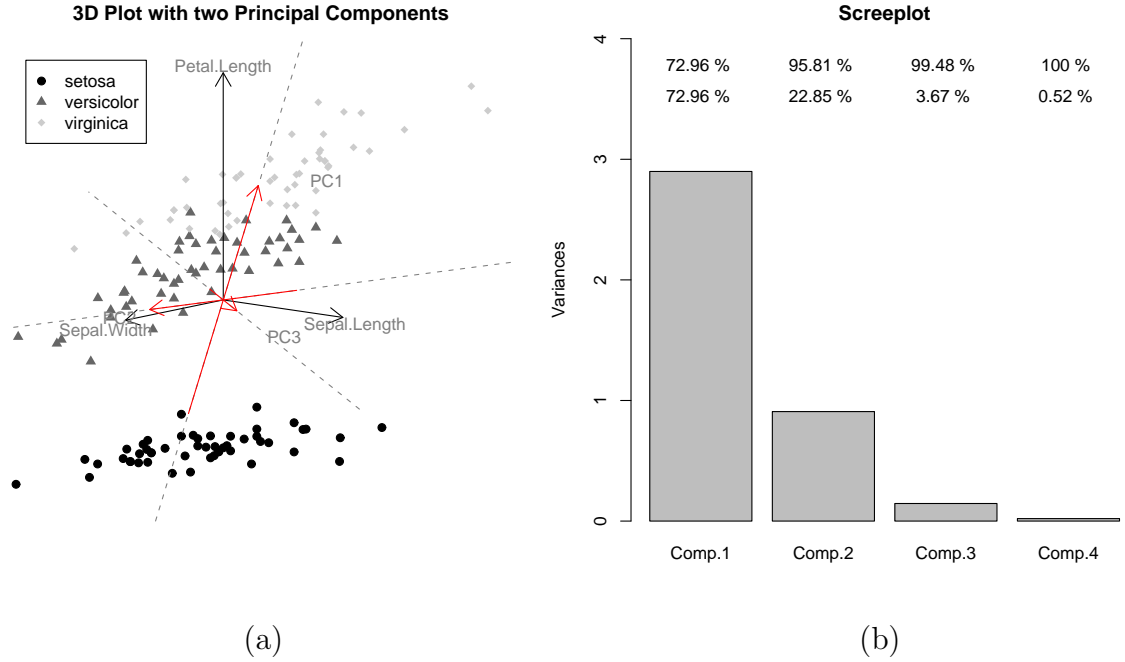 3D Plot with two Principal Components
setosa
versicolor
virginica
Petal.Length
PC1
Sepal.Width
Sepal.Length
PC3
(a)
Screeplot
Variances
4
3
2
1
0
72.96 % 95.81 % 99.48 % 100 %
72.96 % 22.85 % 3.67 % 0.52 %
Comp.1 Comp.2 Comp.3 Comp.4
(b)